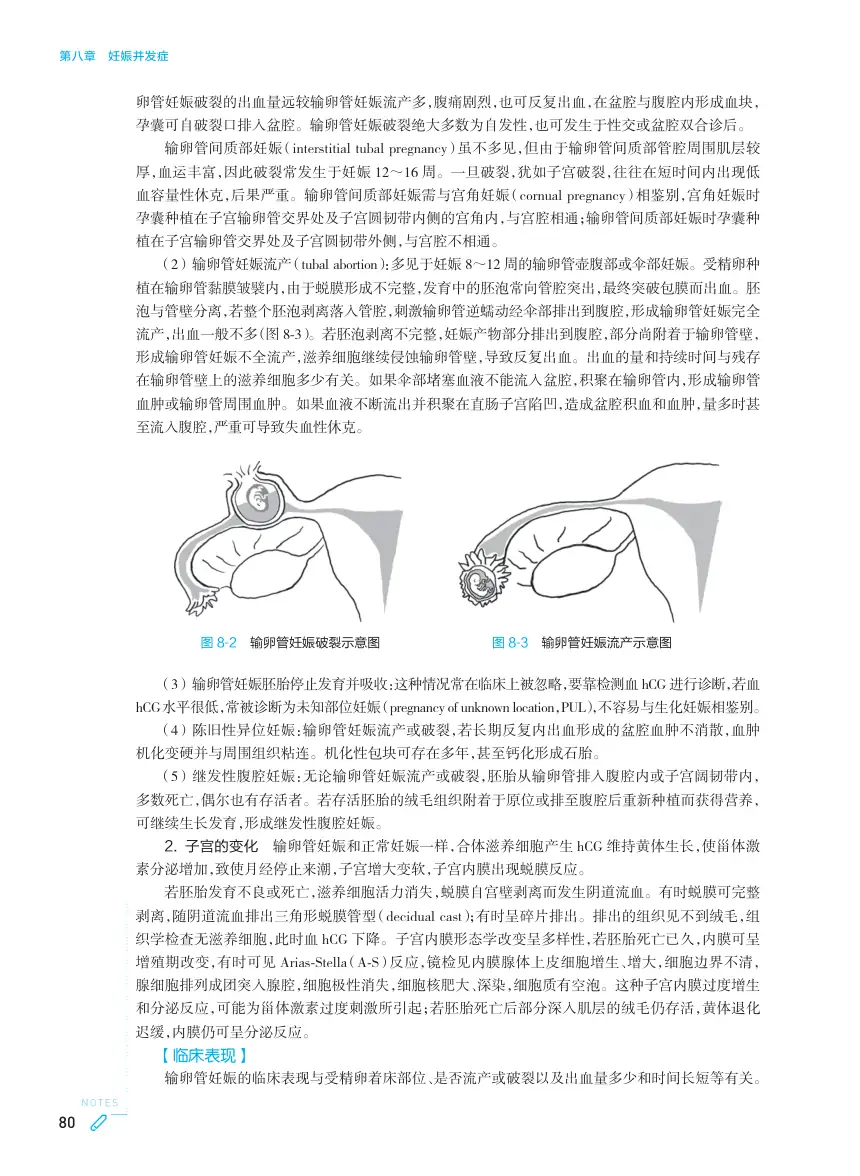 第八章　妊娠并发症
卵管妊娠破裂的出血量远较输卵管妊娠流产多，腹痛剧烈，也可反复出血，在盆腔与腹腔内形成血块，
孕囊可自破裂口排入盆腔。输卵管妊娠破裂绝大多数为自发性，也可发生于性交或盆腔双合诊后。
输卵管间质部妊娠（interstitial tubal pregnancy）虽不多见，但由于输卵管间质部管腔周围肌层较
厚，血运丰富，因此破裂常发生于妊娠 12～16 周。一旦破裂，犹如子宫破裂，往往在短时间内出现低
血容量性休克，后果严重。输卵管间质部妊娠需与宫角妊娠（cornual pregnancy）相鉴别，宫角妊娠时
孕囊种植在子宫输卵管交界处及子宫圆韧带内侧的宫角内，与宫腔相通；输卵管间质部妊娠时孕囊种
植在子宫输卵管交界处及子宫圆韧带外侧，与宫腔不相通。
（2）输卵管妊娠流产（tubal abortion）：多见于妊娠 8～12 周的输卵管壶腹部或伞部妊娠。受精卵种
植在输卵管黏膜皱襞内，由于蜕膜形成不完整，发育中的胚泡常向管腔突出，最终突破包膜而出血。胚
泡与管壁分离，若整个胚泡剥离落入管腔，刺激输卵管逆蠕动经伞部排出到腹腔，形成输卵管妊娠完全
流产，出血一般不多（图 8-3）。若胚泡剥离不完整，妊娠产物部分排出到腹腔，部分尚附着于输卵管壁，
形成输卵管妊娠不全流产，滋养细胞继续侵蚀输卵管壁，导致反复出血。出血的量和持续时间与残存
在输卵管壁上的滋养细胞多少有关。如果伞部堵塞血液不能流入盆腔，积聚在输卵管内，形成输卵管
血肿或输卵管周围血肿。如果血液不断流出并积聚在直肠子宫陷凹，造成盆腔积血和血肿，量多时甚
至流入腹腔，严重可导致失血性休克。
图 8-2　输卵管妊娠破裂示意图
图 8-3　输卵管妊娠流产示意图
（3）输卵管妊娠胚胎停止发育并吸收：这种情况常在临床上被忽略，要靠检测血 hCG 进行诊断，若血
hCG 水平很低，常被诊断为未知部位妊娠（pregnancy of unknown location，PUL），不容易与生化妊娠相鉴别。
（4）陈旧性异位妊娠：输卵管妊娠流产或破裂，若长期反复内出血形成的盆腔血肿不消散，血肿
机化变硬并与周围组织粘连。机化性包块可存在多年，甚至钙化形成石胎。
（5）继发性腹腔妊娠：无论输卵管妊娠流产或破裂，胚胎从输卵管排入腹腔内或子宫阔韧带内，
多数死亡，偶尔也有存活者。若存活胚胎的绒毛组织附着于原位或排至腹腔后重新种植而获得营养，
可继续生长发育，形成继发性腹腔妊娠。
2. 子宫的变化　输卵管妊娠和正常妊娠一样，合体滋养细胞产生 hCG 维持黄体生长，使甾体激
素分泌增加，致使月经停止来潮，子宫增大变软，子宫内膜出现蜕膜反应。
若胚胎发育不良或死亡，滋养细胞活力消失，蜕膜自宫壁剥离而发生阴道流血。有时蜕膜可完整
剥离，随阴道流血排出三角形蜕膜管型（decidual cast）；有时呈碎片排出。排出的组织见不到绒毛，组
织学检查无滋养细胞，此时血 hCG 下降。子宫内膜形态学改变呈多样性，若胚胎死亡已久，内膜可呈
增殖期改变，有时可见 Arias-Stella（A-S）反应，镜检见内膜腺体上皮细胞增生、增大，细胞边界不清，
腺细胞排列成团突入腺腔，细胞极性消失，细胞核肥大、深染，细胞质有空泡。这种子宫内膜过度增生
和分泌反应，可能为甾体激素过度刺激所引起；若胚胎死亡后部分深入肌层的绒毛仍存活，黄体退化
迟缓，内膜仍可呈分泌反应。
【临床表现】
输卵管妊娠的临床表现与受精卵着床部位、是否流产或破裂以及出血量多少和时间长短等有关。
NOTES
80